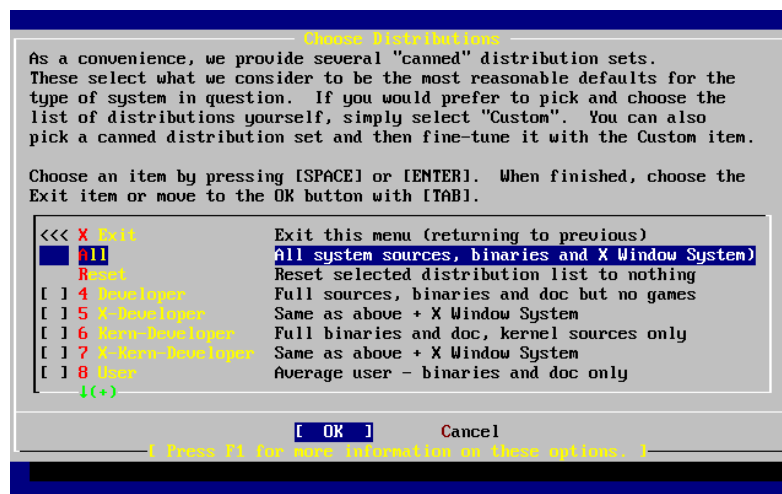 Choose Distributions
As a convenience, we provide several "canned" distribution sets.
These select what we consider to be the most reasonable defaults for the
type of system in question.  If you would prefer to pick and choose the
list of distributions yourself, simply select "Custom".  You can also
pick a canned distribution set and then fine-tune it with the Custom item.
Choose an item by pressing [SPACE] or [ENTER].  When finished, choose the
Exit item or move to the OK button with [TAB].
<<< X Exit Exit this menu (returning to previous)
All All system sources, binaries and X Window System)
Reset Reset selected distribution list to nothing
[ ] 4 Developer Full sources, binaries and doc but no games
[ ] 5 X-Developer Same as above + X Window System
[ ] 6 Kern-Developer Full binaries and doc, kernel sources only
[ ] 7 X-Kern-Developer Same as above + X Window System
[ ] 8 User Average user - binaries and doc only
↓(+)
[ OK ] Cancel
[ Press F1 for more information on these options. ]